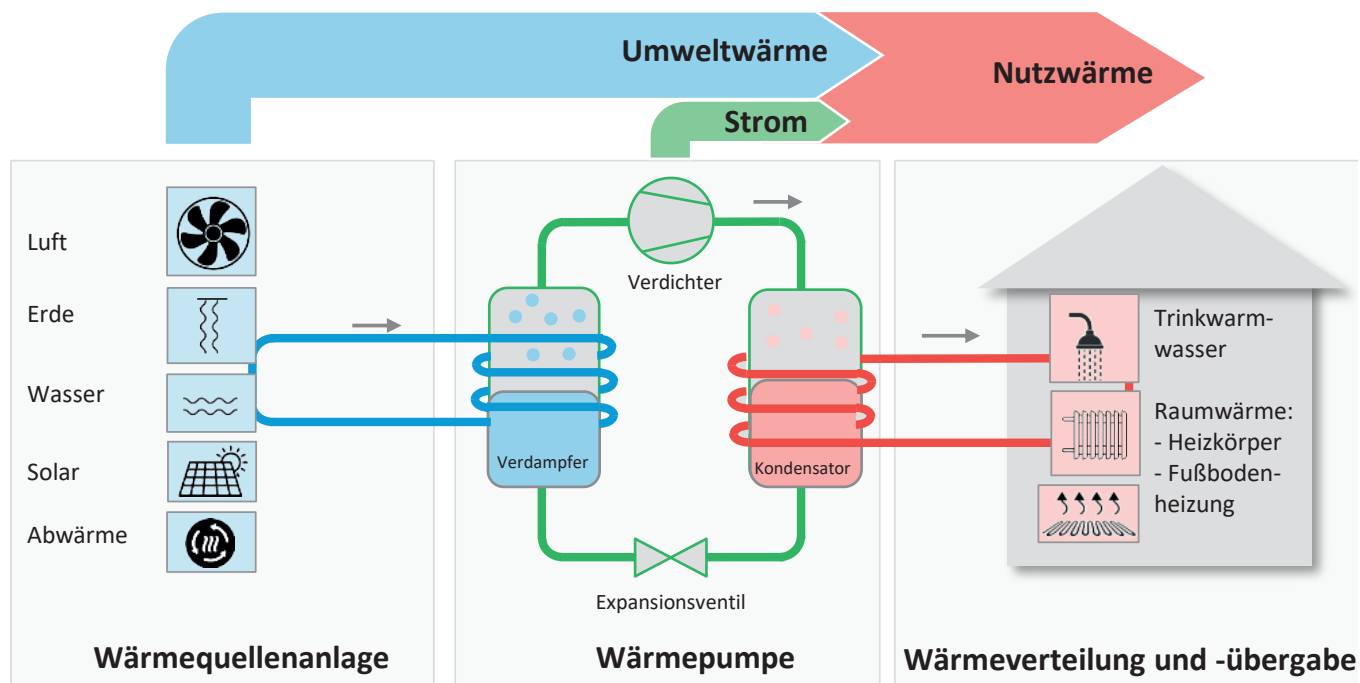 Umweltwärme
Nutzwärme
Strom
Luft
Erde
Wasser
Solar
Abwärme
Wärmequellenanlage
Verdichter
Verdampfer
Kondensator
Expansionsventil
Wärmepumpe
Trinkwarm-
wasser
Raumwärme:
- Heizkörper
- Fußboden-
heizung
Wärmeverteilung und -übergabe